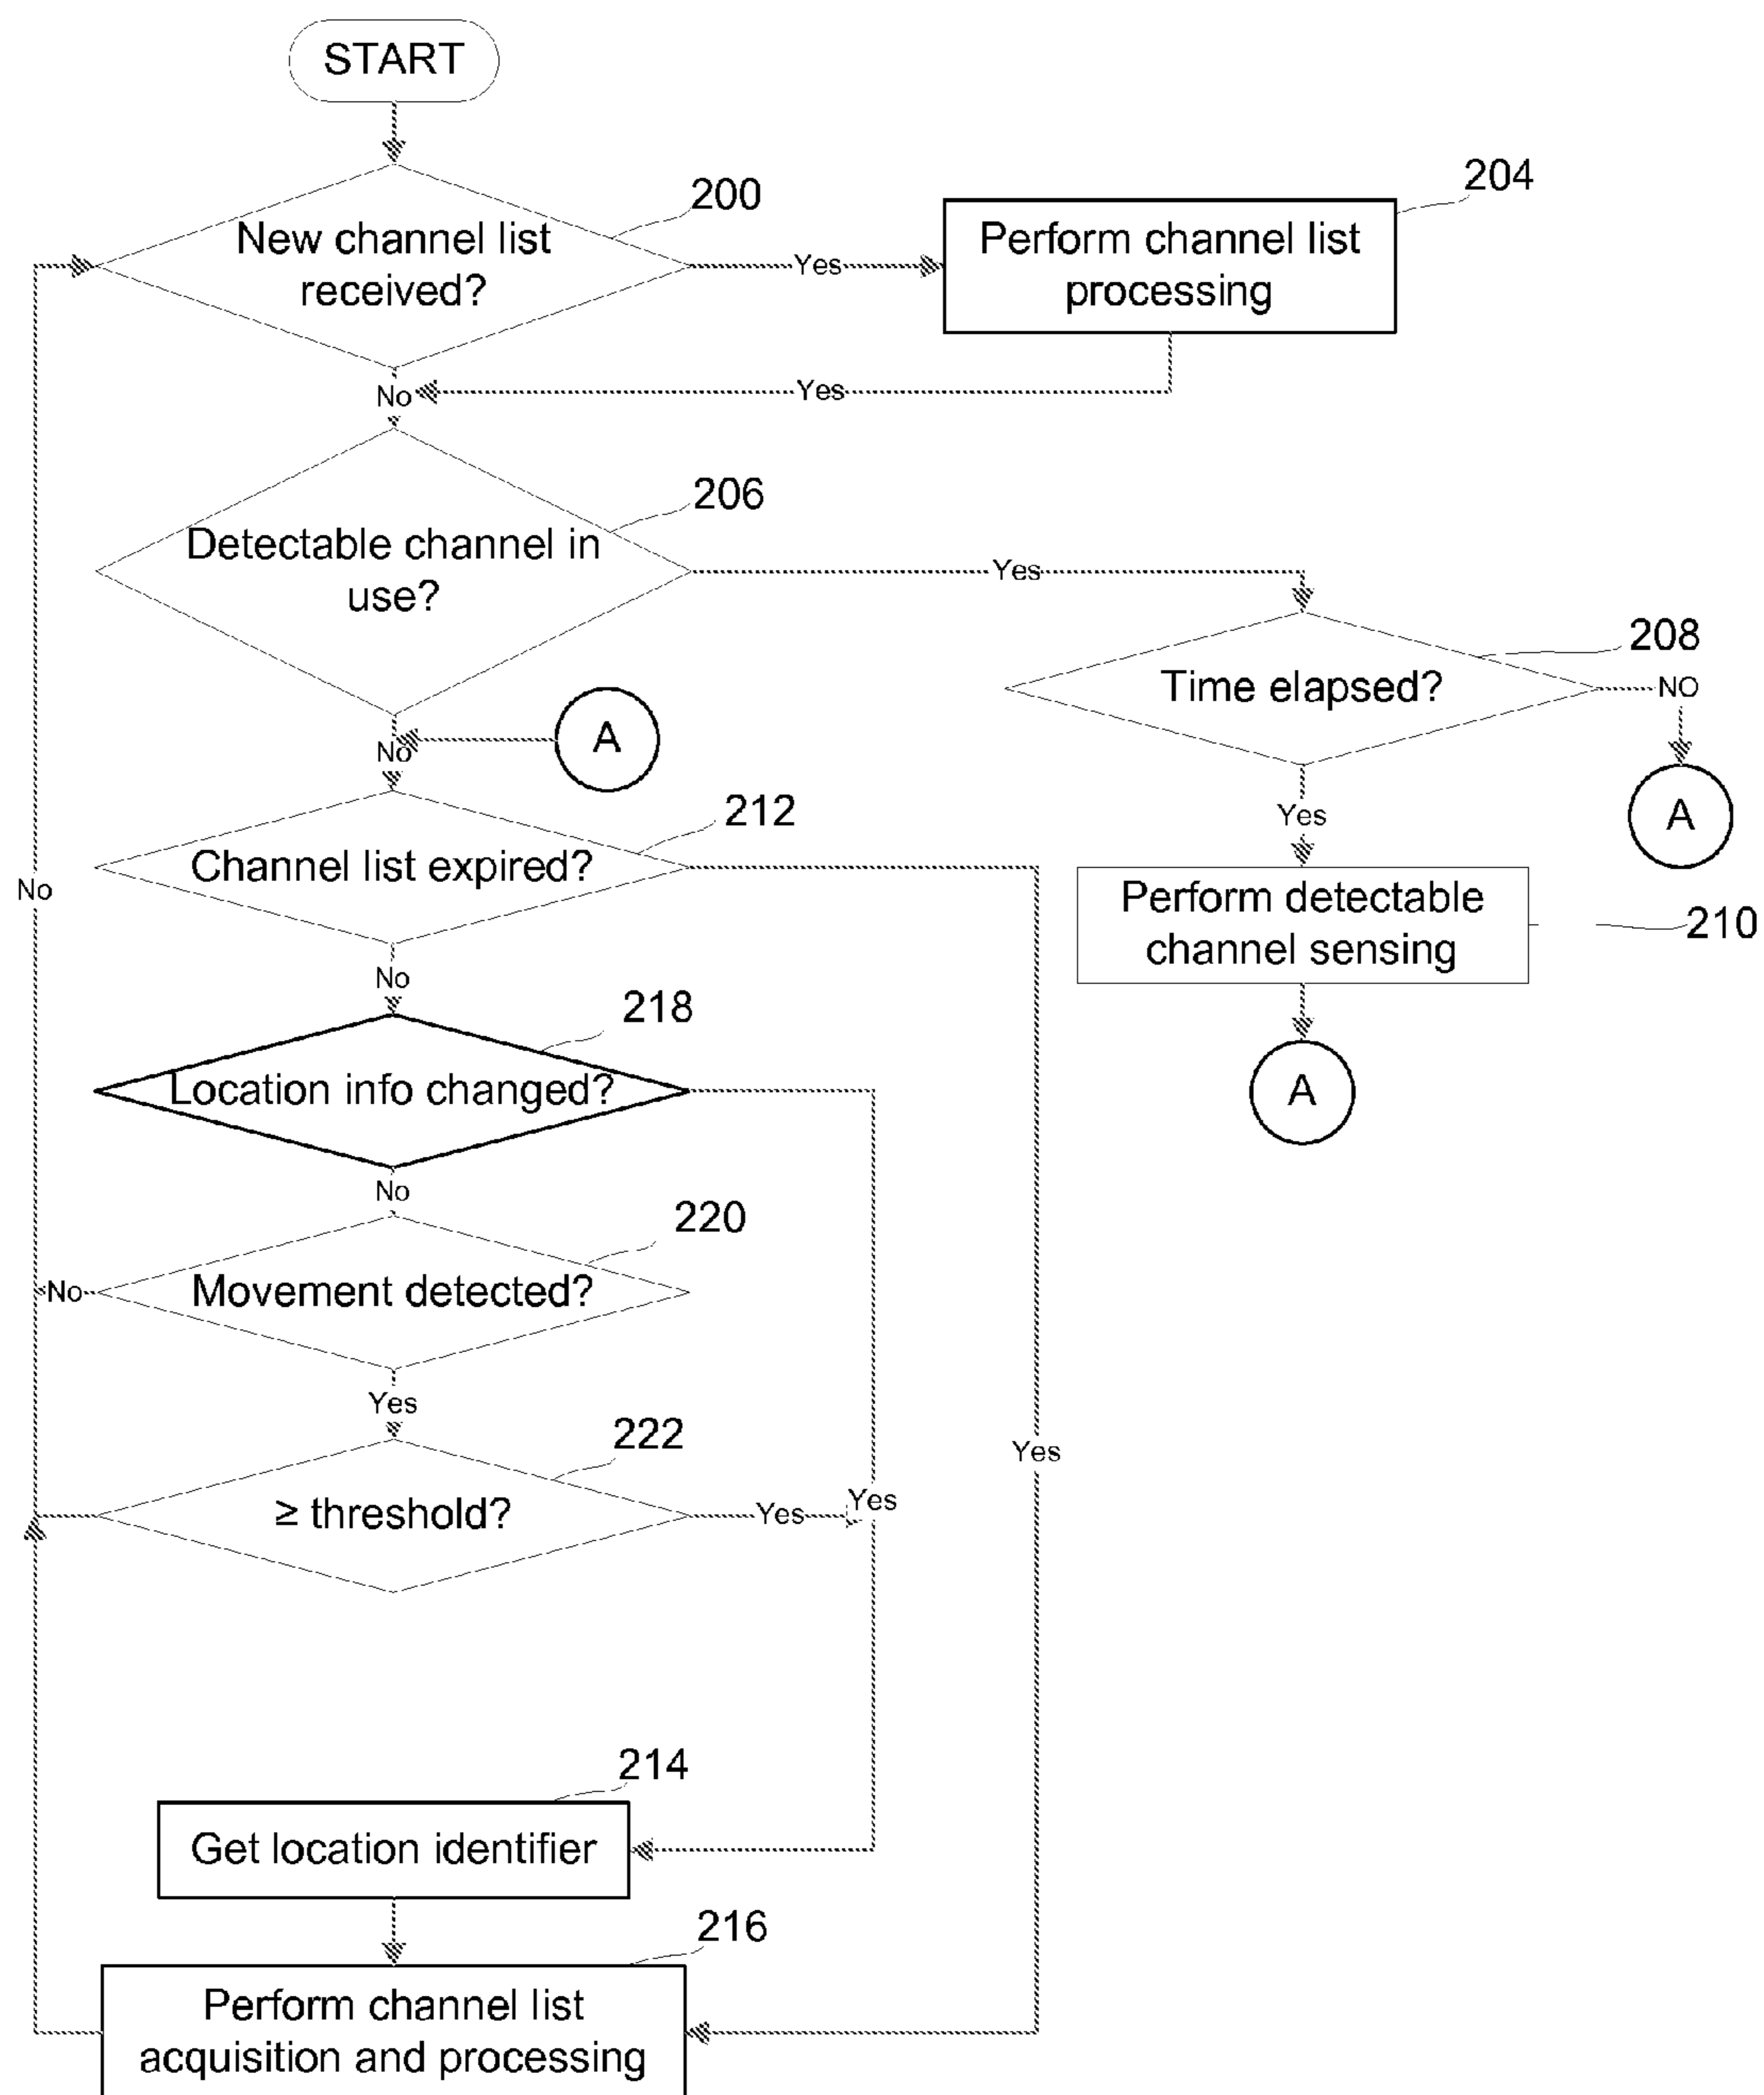 START
200
New channel list
received?
Yes
204
Perform channel list
processing
No
Yes
206
Detectable channel in
use?
Yes
208
Time elapsed?
NO
A
No
A
Yes
212
Channel list expired?
Perform detectable
channel sensing
210
No
No
218
Location info changed?
A
No
220
Movement detected?
No
Yes
222
≥ threshold?
Yes
Yes
Yes
214
Get location identifier
216
Perform channel list
acquisition and processing